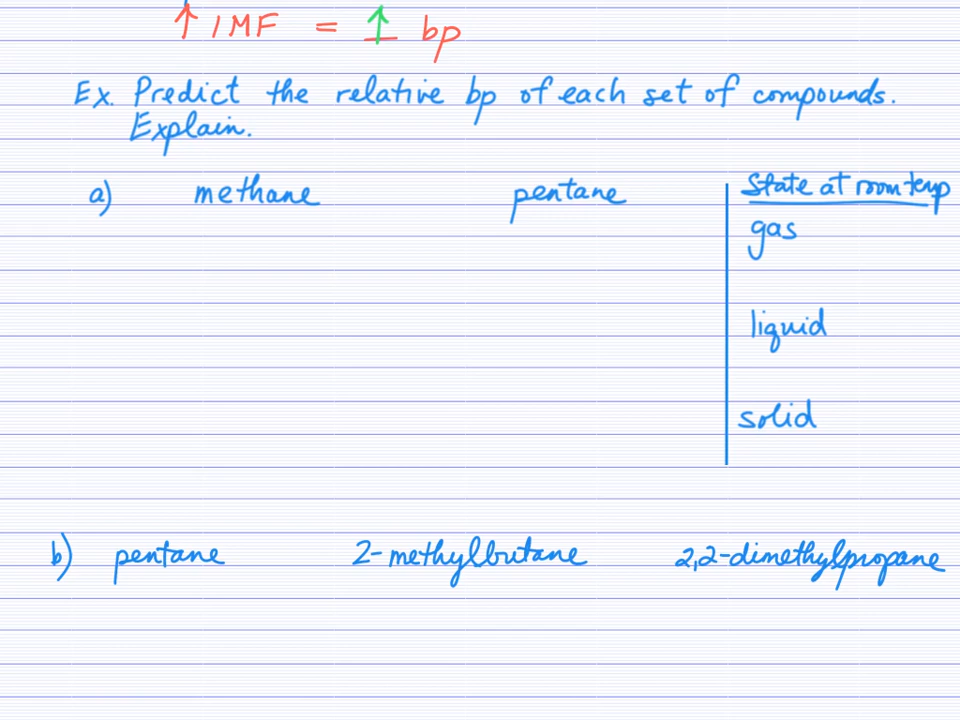 ↑ IMF = ↑ bp
Ex. Predict the relative bp of each set of compounds.
Explain.
a) methane pentane State at room temp
gas
liquid
solid
b) pentane 2-methylbutane 2,2-dimethylpropane